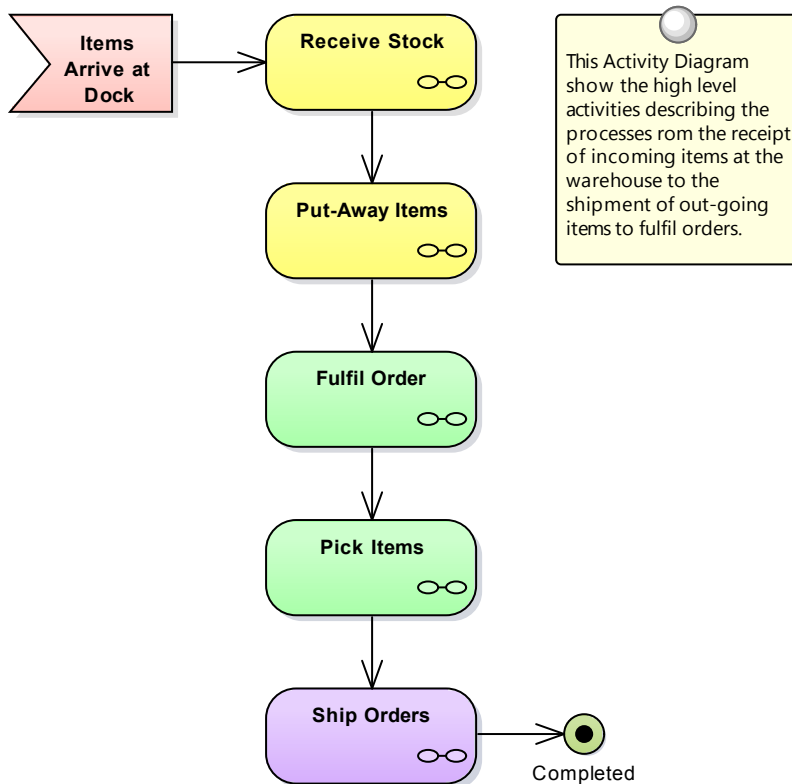 Items
Arrive at
Dock
Receive Stock
This Activity Diagram
show the high level
activities describing the
processes rom the receipt
of incoming items at the
warehouse to the
shipment of out-going
items to fulfil orders.
Put-Away Items
Fulfil Order
Pick Items
Ship Orders
Completed